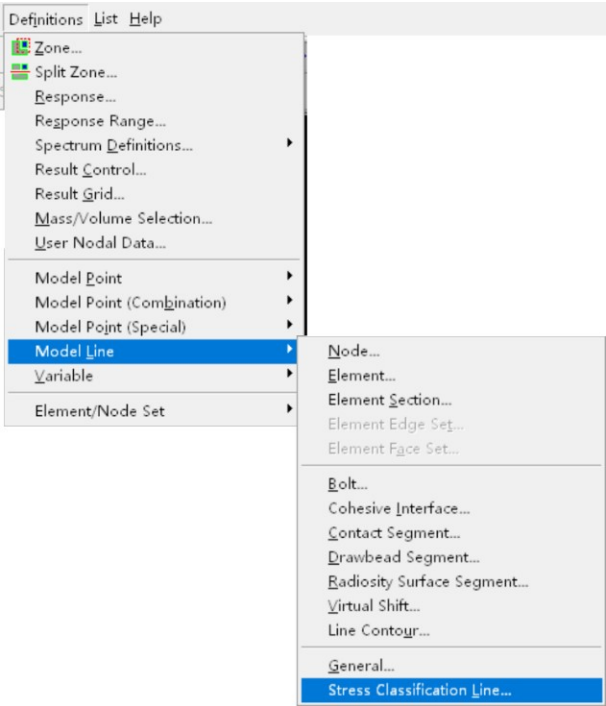 Definitions List Help
Zone...
Split Zone...
Response...
Response Range...
Spectrum Definitions...
Result Control...
Result Grid...
Mass/Volume Selection...
User Nodal Data...
Model Point
Model Point (Combination)
Model Point (Special)
Model Line
Variable
Element/Node Set
Node...
Element...
Element Section...
Element Edge Set...
Element Face Set...
Bolt...
Cohesive Interface...
Contact Segment...
Drawbead Segment...
Radiosity Surface Segment...
Virtual Shift...
Line Contour...
General...
Stress Classification Line...